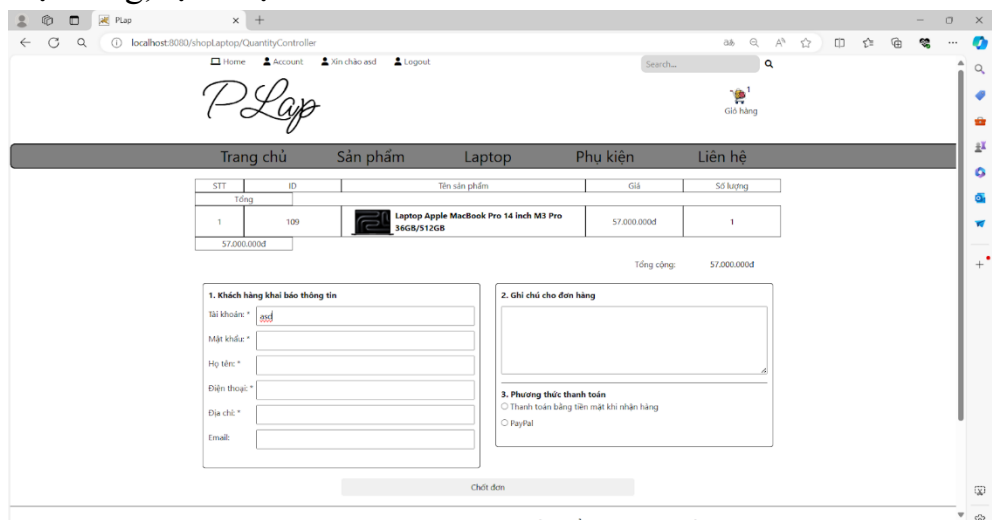 PLap
localhost:8080/shopLaptop/QuantityController
Home Account Xin chào asd Logout Search...
PLap
1
Giỏ hàng
Trang chủ Sản phẩm Laptop Phụ kiện Liên hệ
STT ID Tên sản phẩm Giá Số lượng
Tổng
1 109 Laptop Apple MacBook Pro 14 inch M3 Pro 36GB/512GB 57.000.000đ 1
57.000.000đ
Tổng cộng: 57.000.000đ
1. Khách hàng khai báo thông tin
Tài khoản: * asd
Mật khẩu: *
Họ tên: *
Điện thoại: *
Địa chỉ: *
Email:
2. Ghi chú cho đơn hàng
3. Phương thức thanh toán
Thanh toán bằng tiền mặt khi nhận hàng
PayPal
Chốt đơn